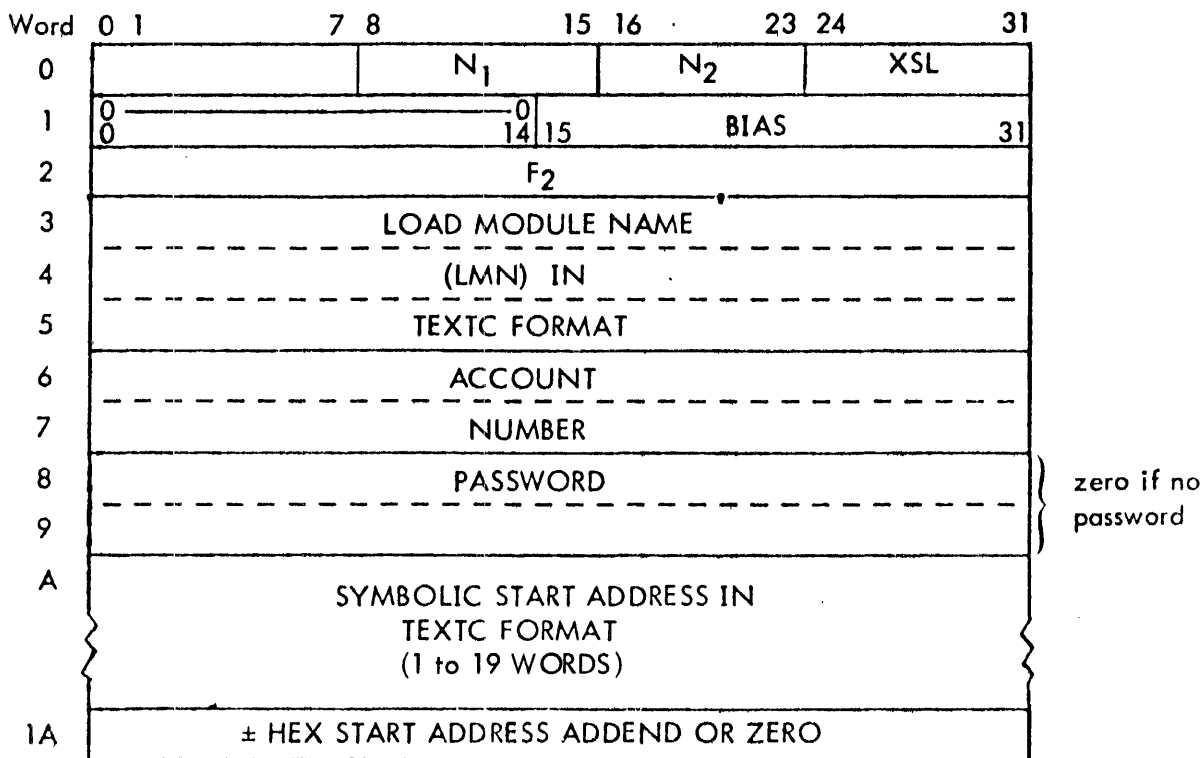 Word 0 1 7 8 15 16 23 24 31
0 N1 N2 XSL
1 0 0 BIAS
0 14 15 31
2 F2
3 LOAD MODULE NAME
4 (LMN) IN
5 TEXTC FORMAT
6 ACCOUNT
7 NUMBER
8 PASSWORD zero if no
9 password
A SYMBOLIC START ADDRESS IN
TEXTC FORMAT
(1 to 19 WORDS)
1A ± HEX START ADDRESS ADDEND OR ZERO